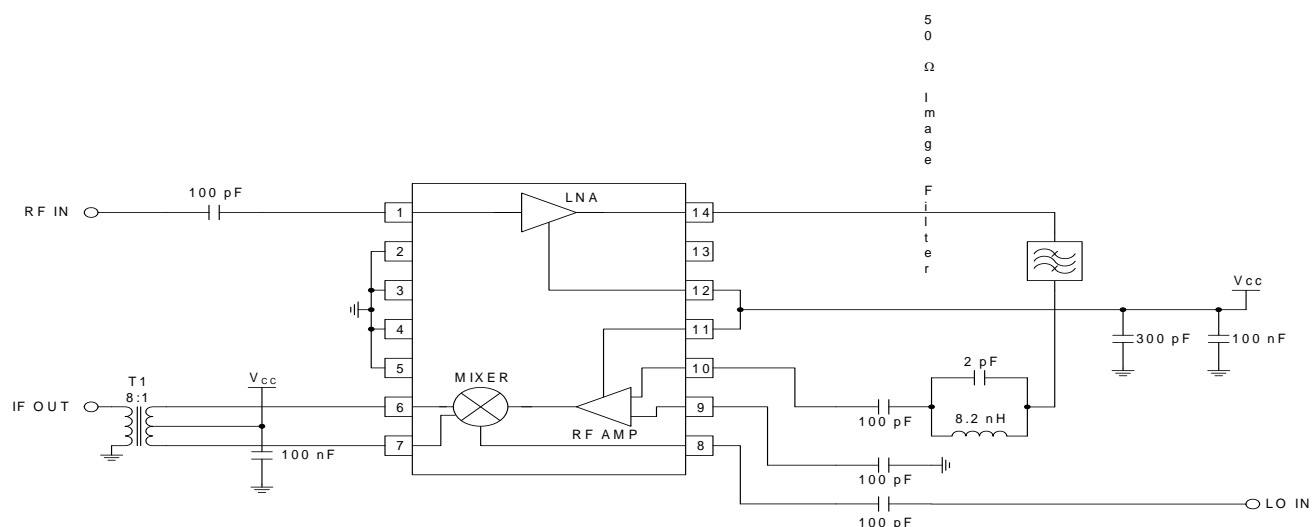 50 Ω Image Filter
100 pF
LNA
RF IN
1
14
2
13
3
12
Vcc
4
11
300 pF
100 nF
5
10
2 pF
T1
8:1
Vcc
MIXER
IF OUT
6
9
8.2 nH
100 pF
RF AMP
7
8
100 nF
100 pF
LO IN
100 pF